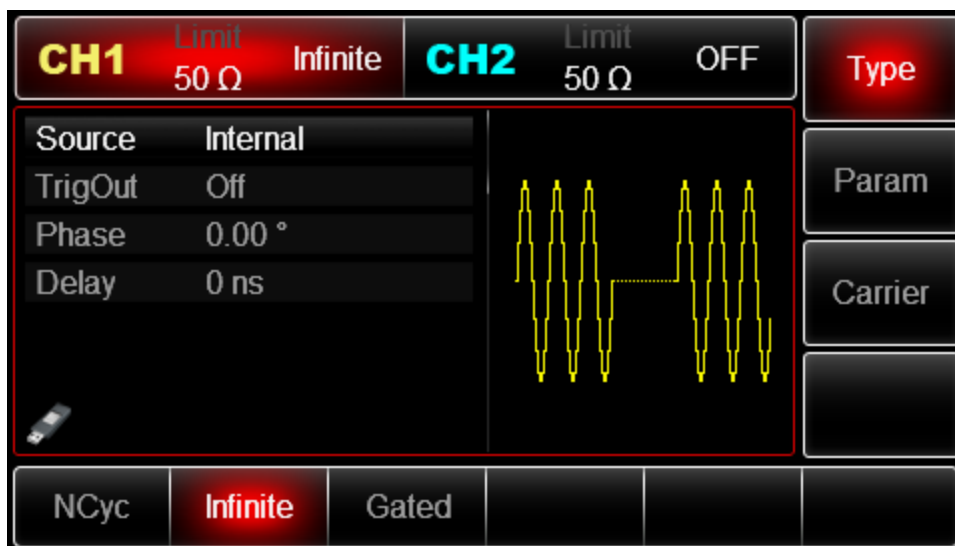 CH1 Limit 50 Ω Infinite
CH2 Limit 50 Ω OFF
Type
Source Internal
TrigOut Off
Phase 0.00 °
Delay 0 ns
Param
Carrier
NCyc Infinite Gated